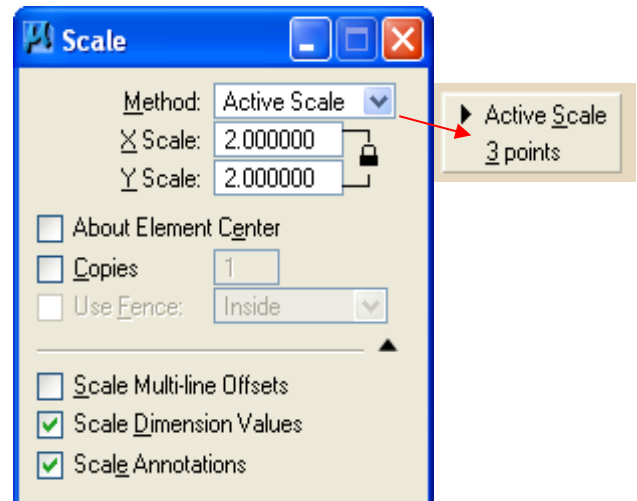 Scale
Method: Active Scale
X Scale: 2.000000
Y Scale: 2.000000
Active Scale
3 points
About Element Center
Copies 1
Use Fence: Inside
Scale Multi-line Offsets
Scale Dimension Values
Scale Annotations